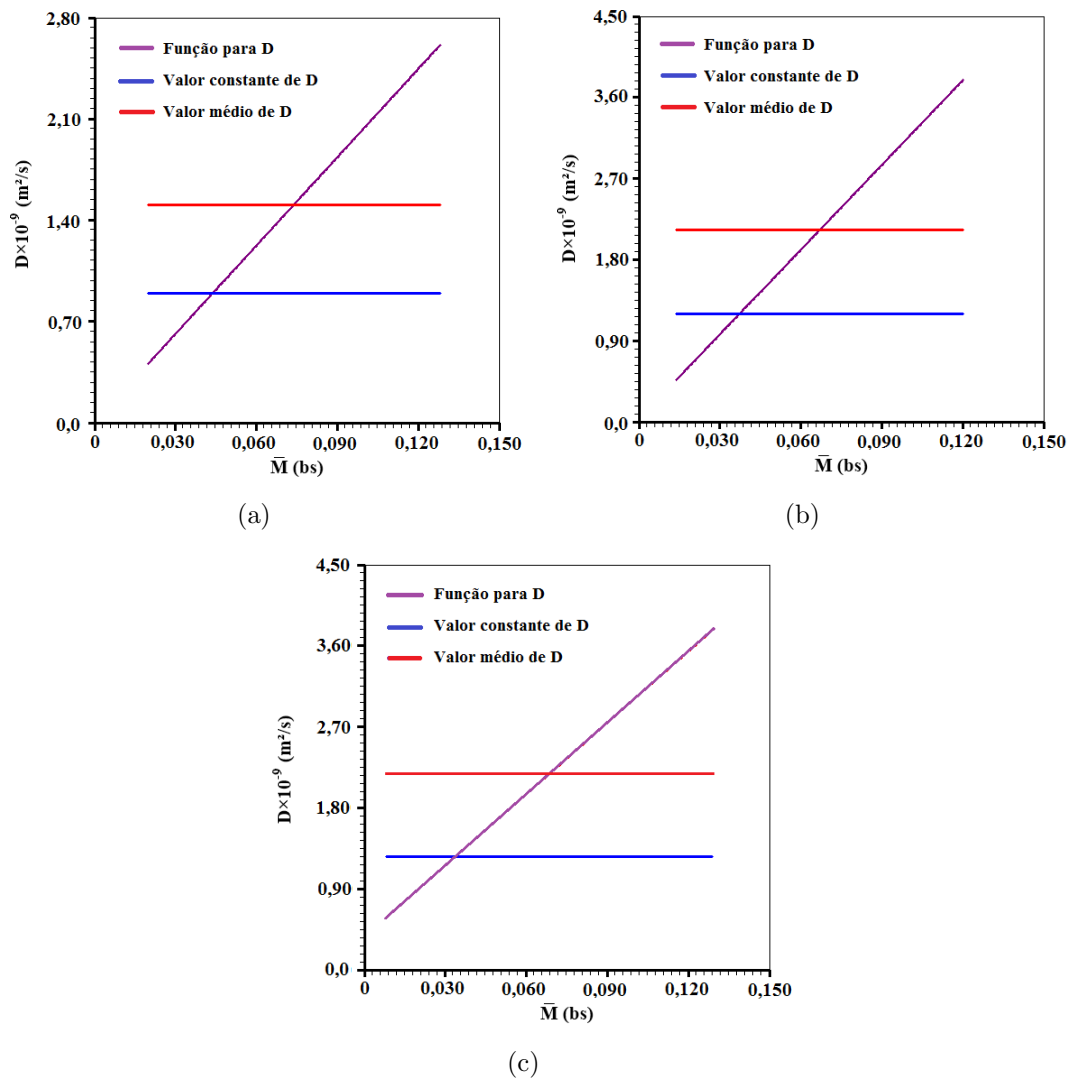 2,80
2,10
1,40
0,70
0,0
D×10⁻⁹ (m²/s)
Função para D
Valor constante de D
Valor médio de D
0 0,030 0,060 0,090 0,120 0,150
M̅ (bs)
(a)
4,50
3,60
2,70
1,80
0,90
0,0
D×10⁻⁹ (m²/s)
Função para D
Valor constante de D
Valor médio de D
0 0,030 0,060 0,090 0,120 0,150
M̅ (bs)
(b)
4,50
3,60
2,70
1,80
0,90
0,0
D×10⁻⁹ (m²/s)
Função para D
Valor constante de D
Valor médio de D
0 0,030 0,060 0,090 0,120 0,150
M̅ (bs)
(c)